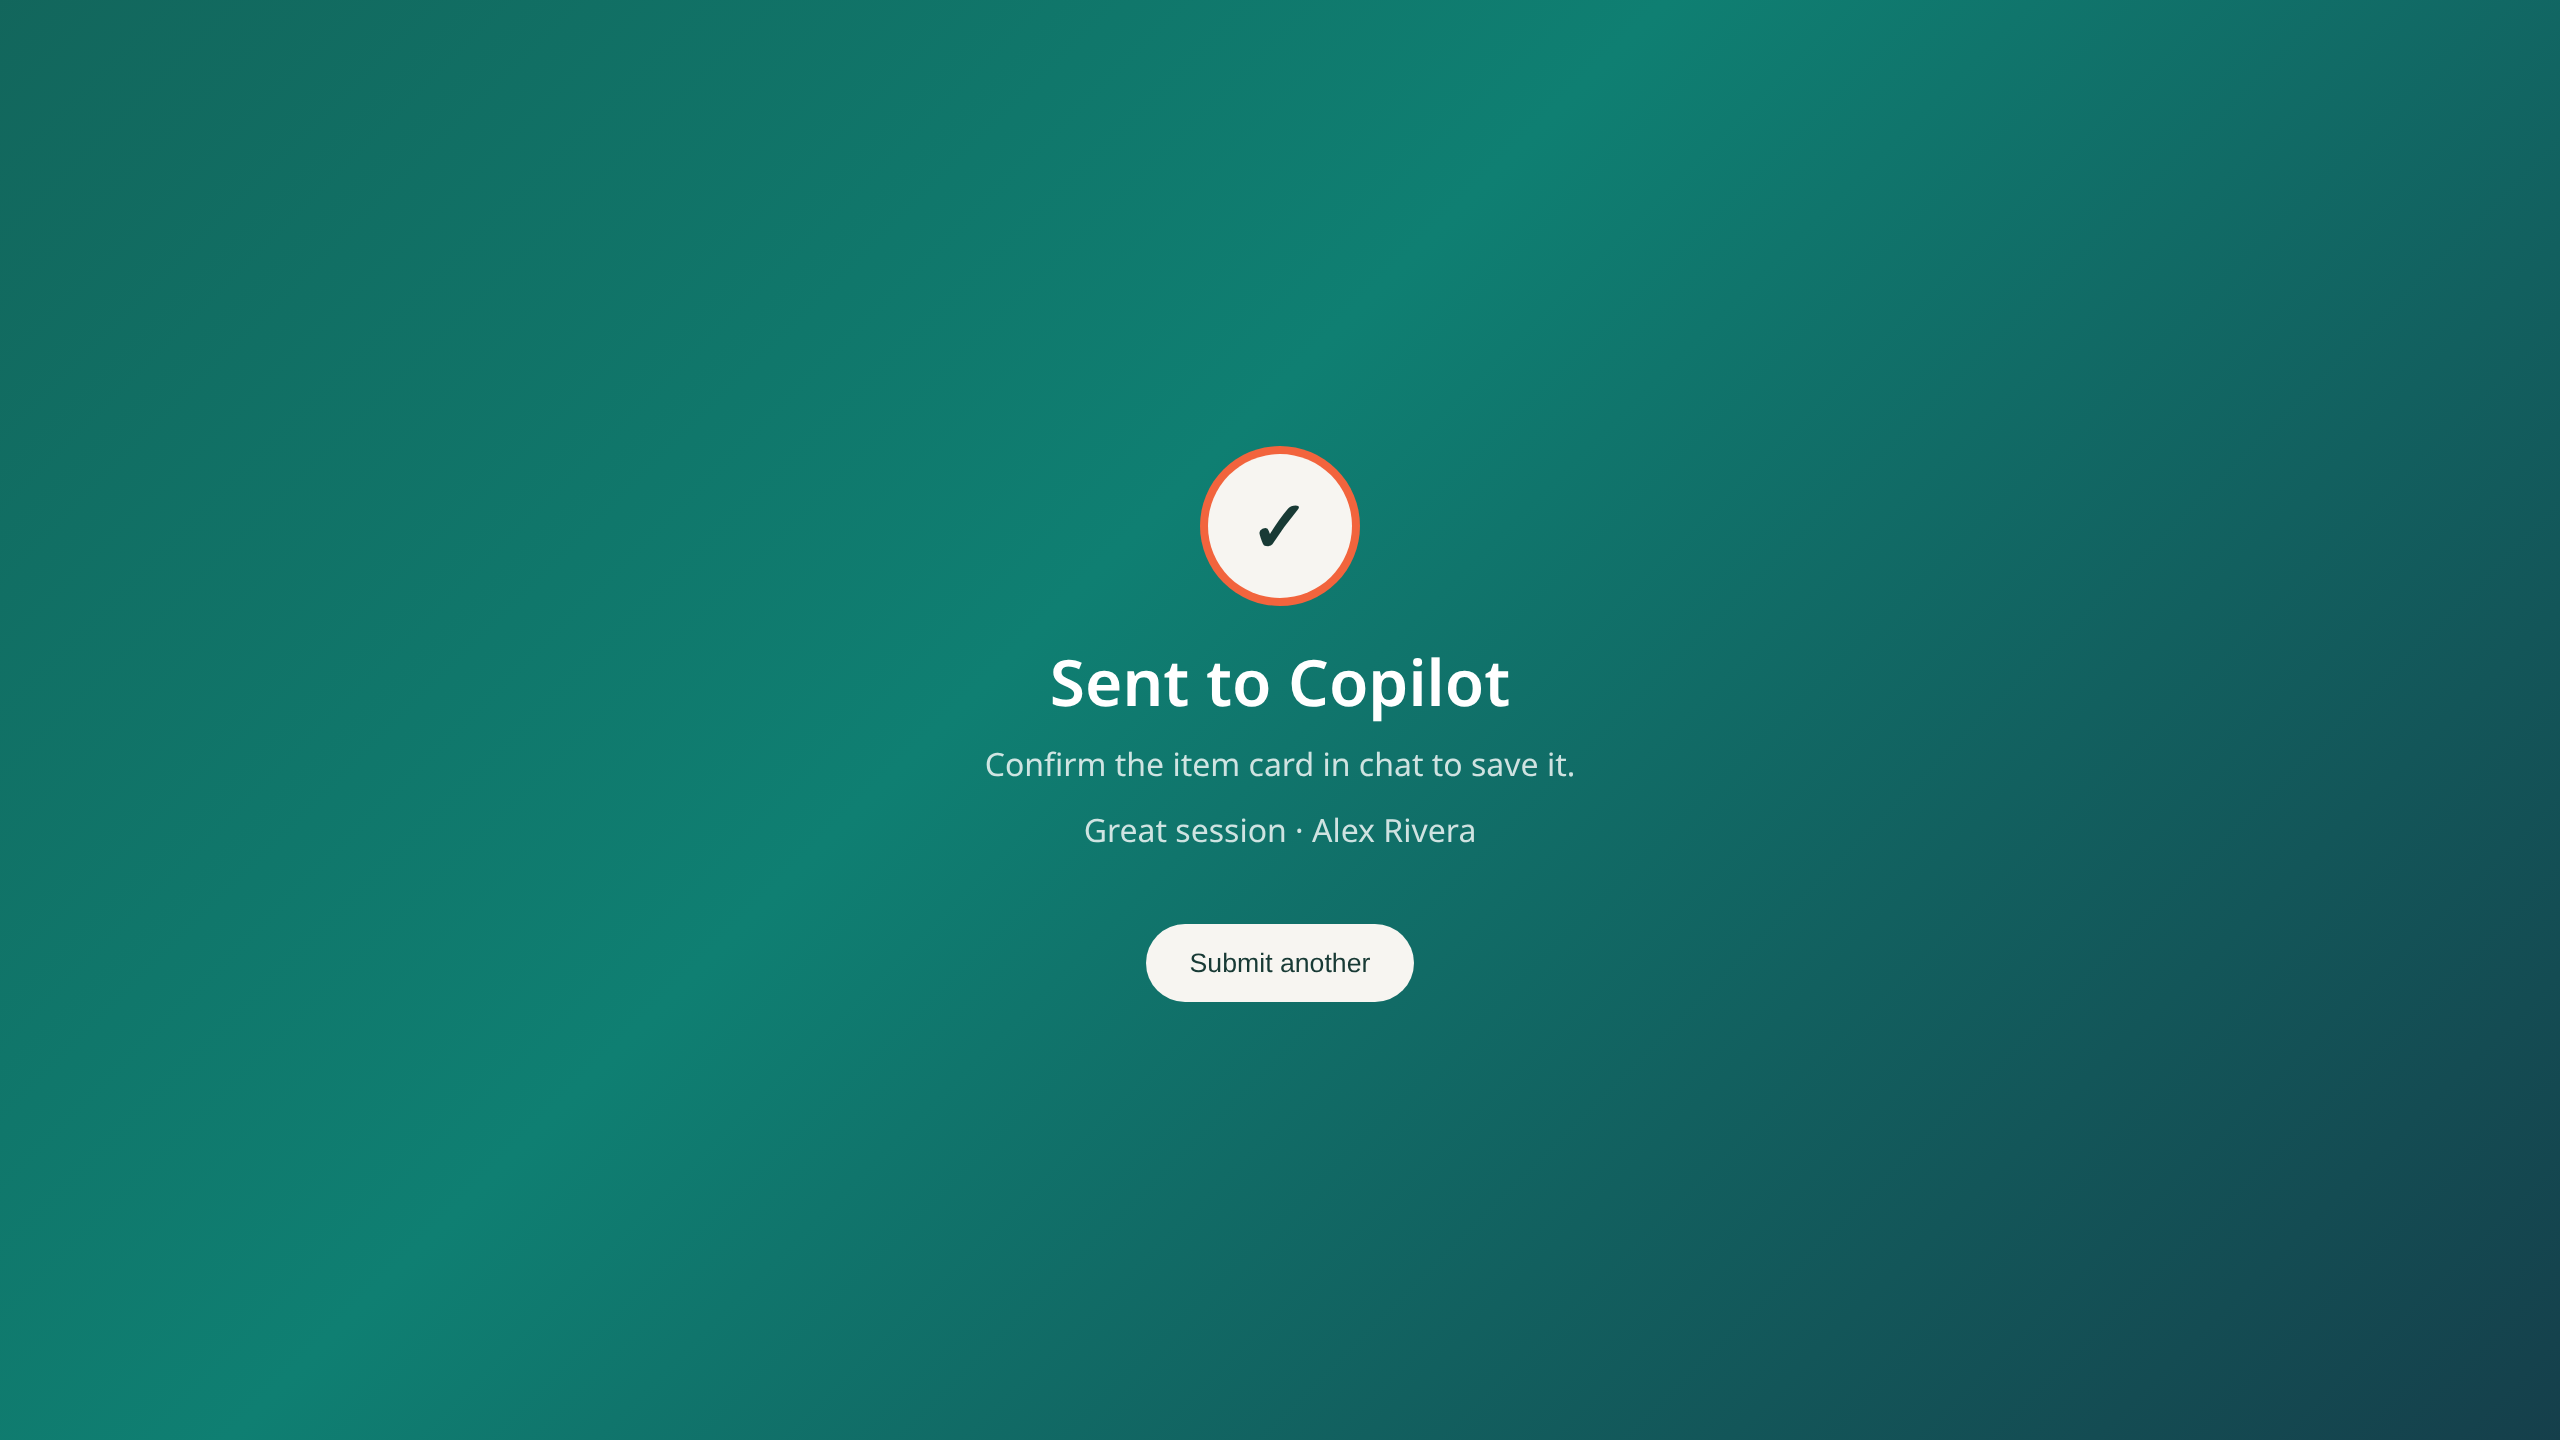 ✓
Sent to Copilot
Confirm the item card in chat to save it.
Great session · Alex Rivera
Submit another